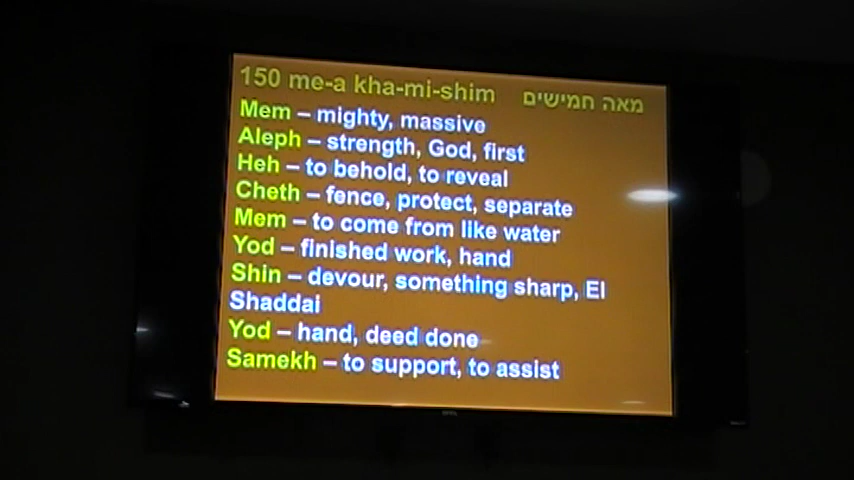 150 me-a kha-mi-shim מאה חמישים
Mem – mighty, massive
Aleph – strength, God, first
Heh – to behold, to reveal
Cheth – fence, protect, separate
Mem – to come from like water
Yod – finished work, hand
Shin – devour, something sharp, El
Shaddai
Yod – hand, deed done
Samekh – to support, to assist